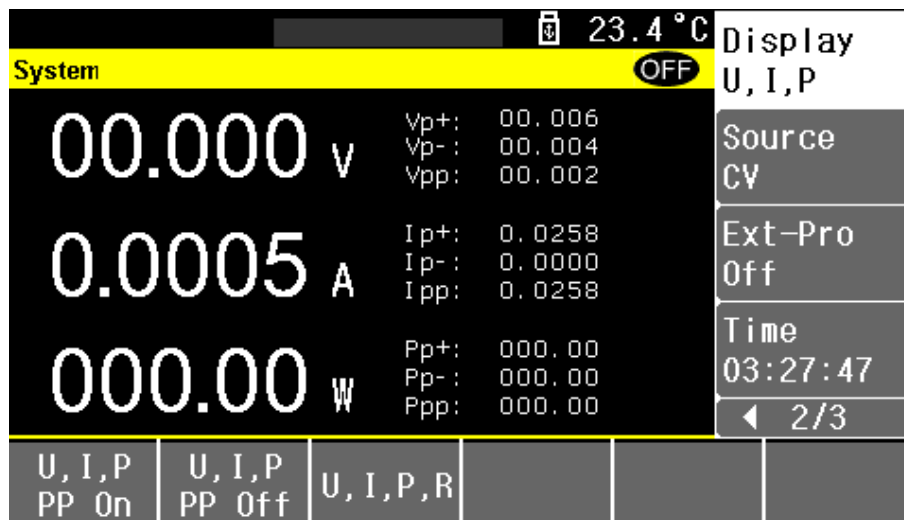 23.4°C
System OFF
00.000 V
Vp+: 00.006
Vp-: 00.004
Vpp: 00.002
0.0005 A
Ip+: 0.0258
Ip-: 0.0000
Ipp: 0.0258
000.00 W
Pp+: 000.00
Pp-: 000.00
Ppp: 000.00
Display
U,I,P
Source
CV
Ext-Pro
Off
Time
03:27:47
2/3
U,I,P
PP On
U,I,P
PP Off
U,I,P,R